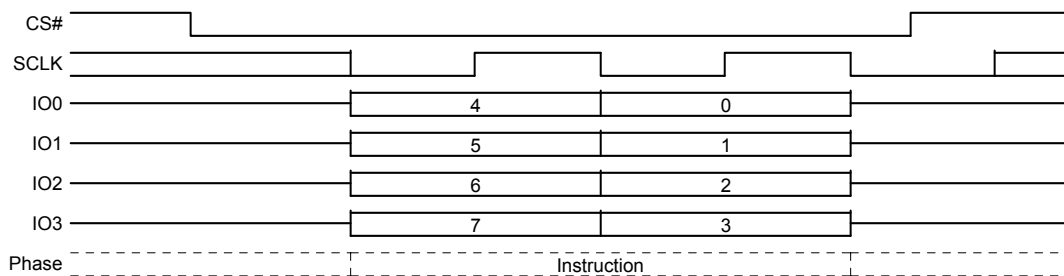 CS#
SCLK
IO0 4 0
IO1 5 1
IO2 6 2
IO3 7 3
Phase Instruction